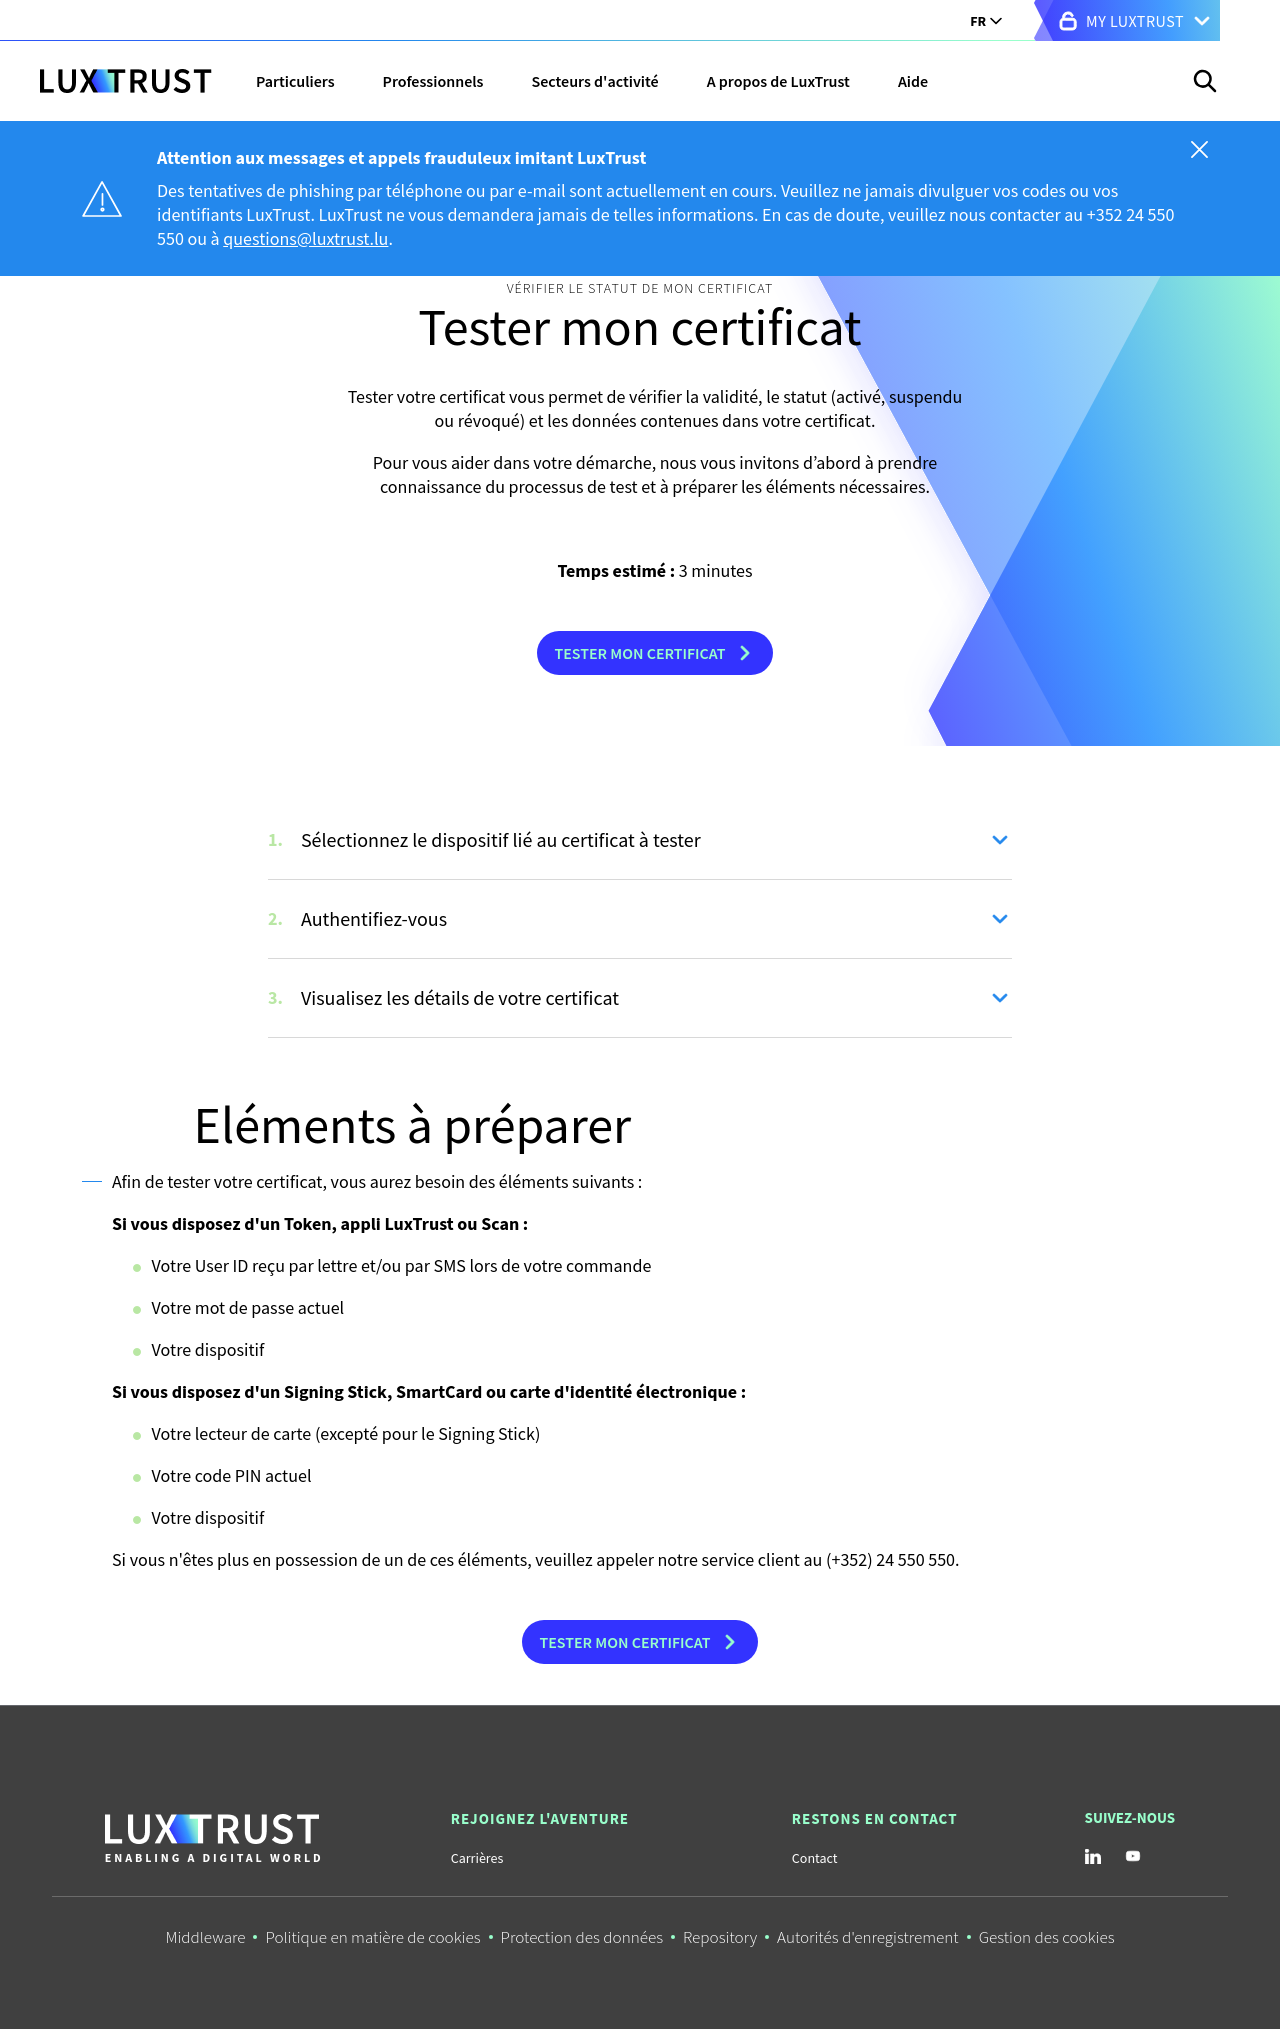 FR
MY LUXTRUST
LUXTRUST
Particuliers
Professionnels
Secteurs d'activité
A propos de LuxTrust
Aide
Attention aux messages et appels frauduleux imitant LuxTrust
Des tentatives de phishing par téléphone ou par e-mail sont actuellement en cours. Veuillez ne jamais divulguer vos codes ou vos
identifiants LuxTrust. LuxTrust ne vous demandera jamais de telles informations. En cas de doute, veuillez nous contacter au +352 24 550
550 ou à questions@luxtrust.lu.
VÉRIFIER LE STATUT DE MON CERTIFICAT
Tester mon certificat
Tester votre certificat vous permet de vérifier la validité, le statut (activé, suspendu
ou révoqué) et les données contenues dans votre certificat.
Pour vous aider dans votre démarche, nous vous invitons d’abord à prendre
connaissance du processus de test et à préparer les éléments nécessaires.
Temps estimé : 3 minutes
TESTER MON CERTIFICAT
1. Sélectionnez le dispositif lié au certificat à tester
2. Authentifiez-vous
3. Visualisez les détails de votre certificat
Eléments à préparer
Afin de tester votre certificat, vous aurez besoin des éléments suivants :
Si vous disposez d'un Token, appli LuxTrust ou Scan :
Votre User ID reçu par lettre et/ou par SMS lors de votre commande
Votre mot de passe actuel
Votre dispositif
Si vous disposez d'un Signing Stick, SmartCard ou carte d'identité électronique :
Votre lecteur de carte (excepté pour le Signing Stick)
Votre code PIN actuel
Votre dispositif
Si vous n'êtes plus en possession de un de ces éléments, veuillez appeler notre service client au (+352) 24 550 550.
TESTER MON CERTIFICAT
LUXTRUST
ENABLING A DIGITAL WORLD
REJOIGNEZ L'AVENTURE
Carrières
RESTONS EN CONTACT
Contact
SUIVEZ-NOUS
Middleware • Politique en matière de cookies • Protection des données • Repository • Autorités d'enregistrement • Gestion des cookies